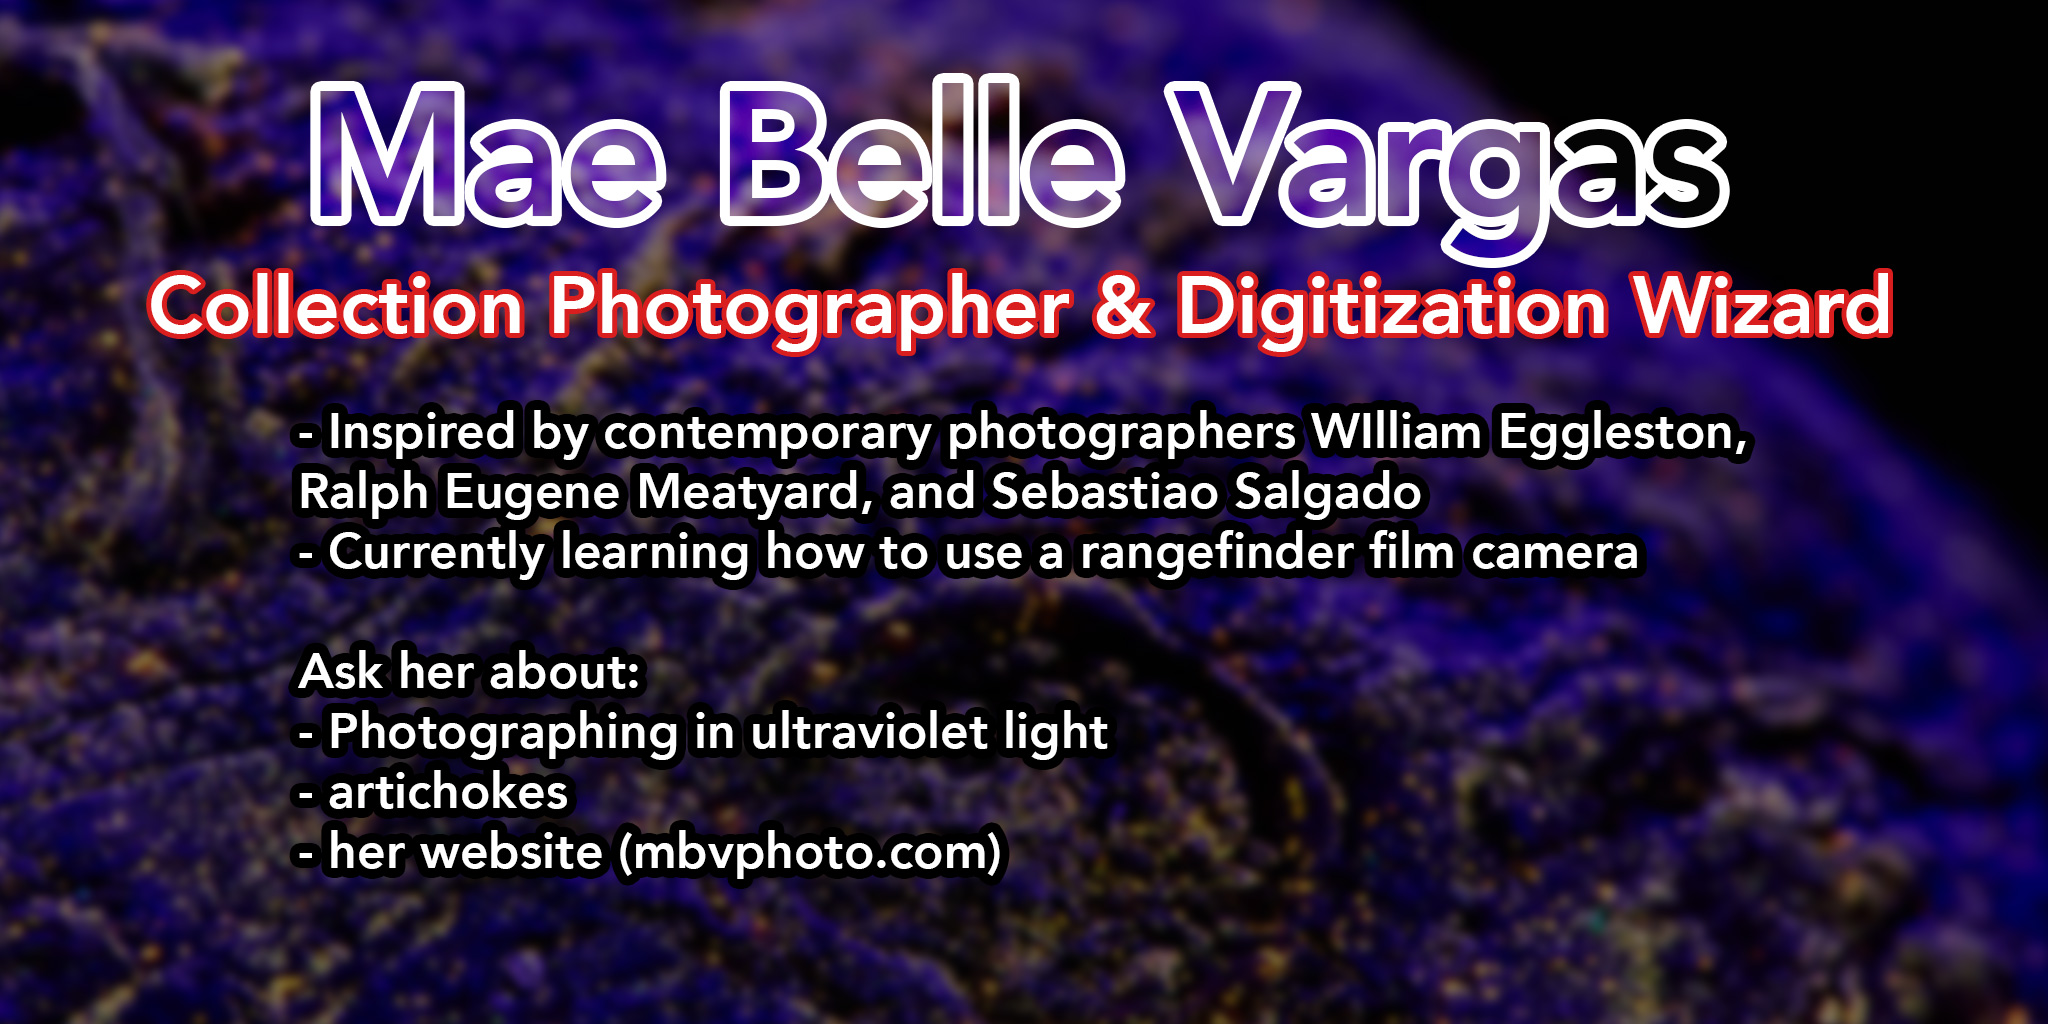 Mae Belle Vargas
Collection Photographer & Digitization Wizard
- Inspired by contemporary photographers WIlliam Eggleston,
Ralph Eugene Meatyard, and Sebastiao Salgado
- Currently learning how to use a rangefinder film camera
Ask her about:
- Photographing in ultraviolet light
- artichokes
- her website (mbvphoto.com)